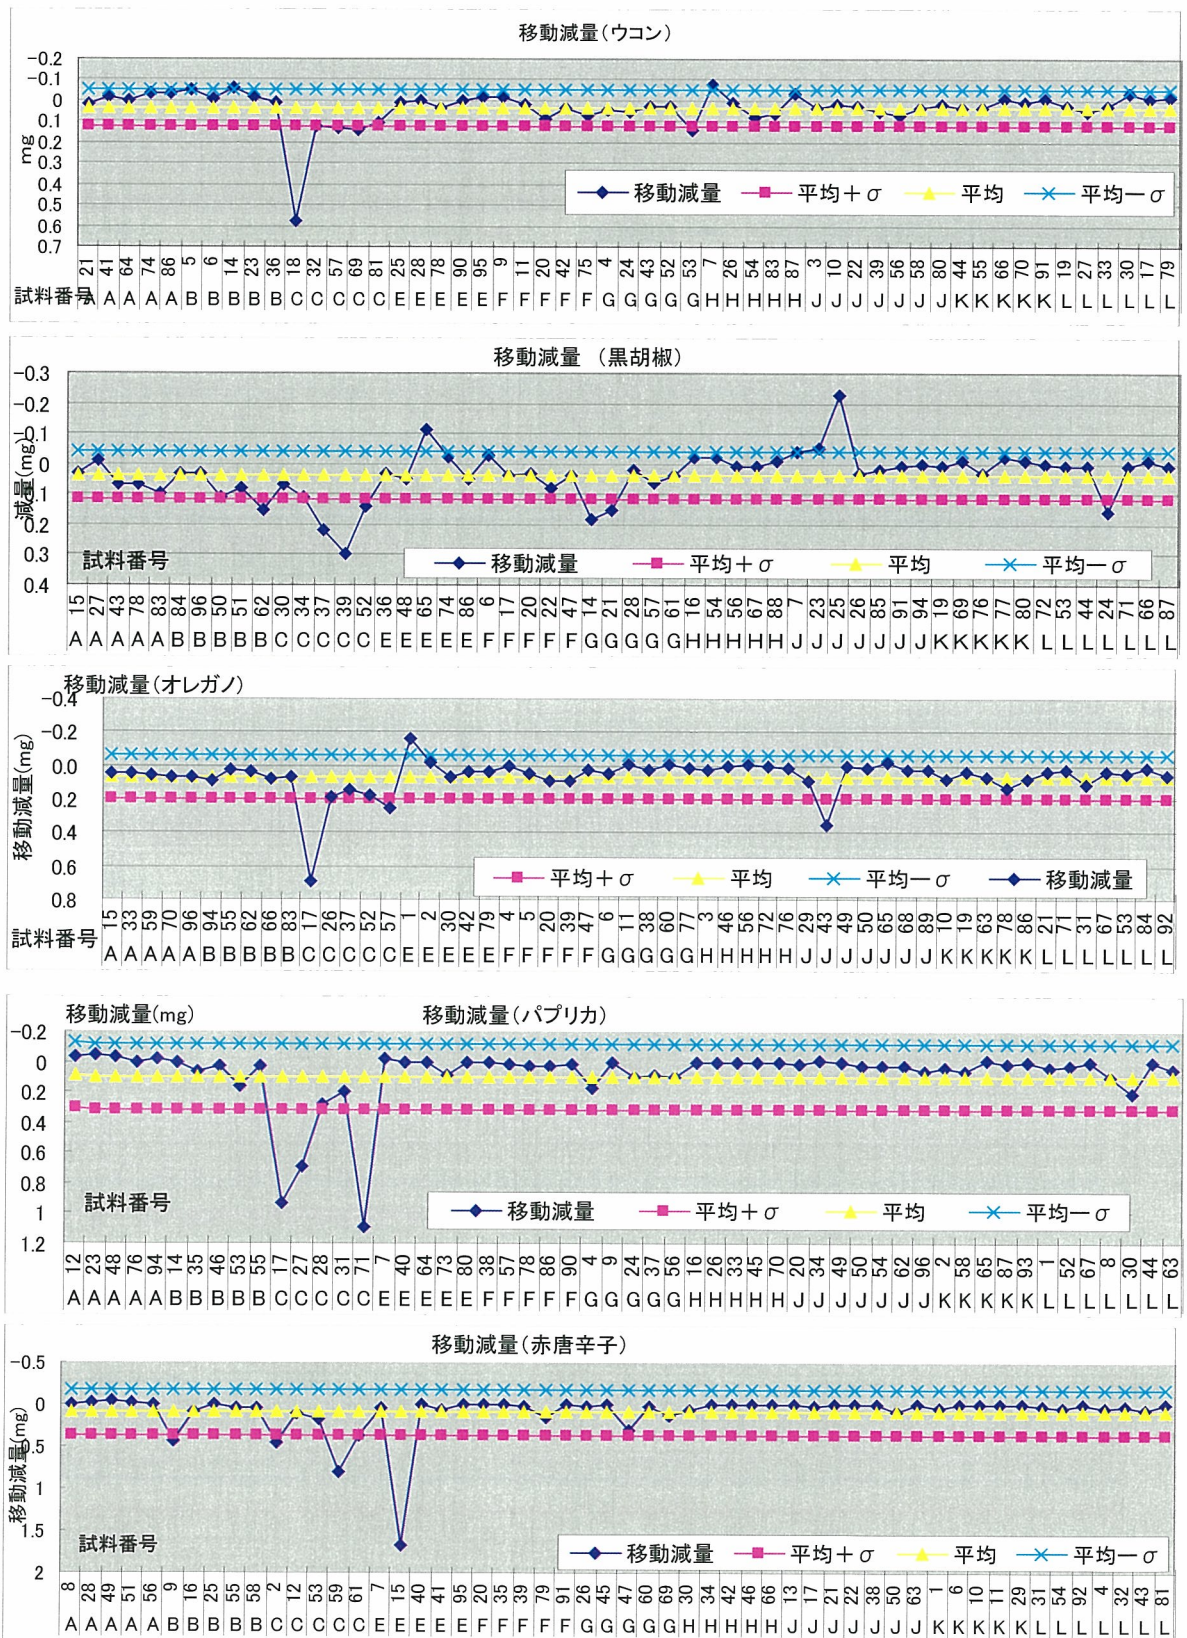 移動減量(ウコン)
-0.2
-0.1
0
0.1
0.2
0.3
0.4
0.5
0.6
0.7
mg
移動減量 平均+σ 平均 平均-σ
21 41 64 74 86 5 6 14 23 36 18 32 57 69 81 25 28 78 90 95 9 11 20 42 75 4 24 43 52 53 7 26 54 83 87 3 10 22 39 56 58 80 44 55 66 70 91 19 27 33 30 17 79
試料番号 A A A A A B B B B B C C C C C E E E E E F F F F F G G G G G H H H H H J J J J J J J K K K K K L L L L L L
移動減量 (黒胡椒)
-0.3
-0.2
-0.1
0
0.1
0.2
0.3
0.4
減量(mg)
試料番号
移動減量 平均+σ 平均 平均-σ
15 27 43 78 83 84 96 50 51 62 30 34 37 39 52 36 48 65 74 86 6 17 20 22 47 14 21 28 57 61 16 54 56 67 88 7 23 25 26 85 91 94 19 69 76 77 80 72 53 44 24 71 66 87
A A A A A B B B B B C C C C C E E E E E F F F F F G G G G G H H H H H J J J J J J J K K K K K L L L L L L L
移動減量(オレガノ)
-0.4
-0.2
0.0
0.2
0.4
0.6
0.8
移動減量(mg)
平均+σ 平均 平均-σ 移動減量
15 33 59 70 96 94 55 62 66 83 17 26 37 52 57 1 2 30 42 79 4 5 20 39 47 6 11 38 60 77 3 46 56 72 76 29 43 49 50 65 68 89 10 19 63 78 86 21 71 31 67 53 84 92
試料番号 A A A A A B B B B B C C C C C E E E E E F F F F F G G G G G H H H H H J J J J J J J K K K K K L L L L L L L
移動減量(mg) 移動減量(パプリカ)
-0.2
0
0.2
0.4
0.6
0.8
1
1.2
試料番号
移動減量 平均+σ 平均 平均-σ
12 23 48 76 94 14 35 46 53 55 17 27 28 31 71 7 40 64 73 80 38 57 78 86 90 4 9 24 37 56 16 26 33 45 70 20 34 49 50 54 62 96 2 58 65 87 93 1 52 67 8 30 44 63
A A A A A B B B B B C C C C C E E E E E F F F F F G G G G G H H H H H J J J J J J J K K K K K L L L L L L L
移動減量(赤唐辛子)
-0.5
0
0.5
1
1.5
2
移動減量(mg)
試料番号
移動減量 平均+σ 平均 平均-σ
8 28 49 51 56 9 16 25 55 58 2 12 53 59 61 7 15 40 41 95 20 35 39 79 91 26 45 47 60 69 30 34 42 46 66 13 17 21 22 38 50 63 1 6 10 11 29 31 54 92 4 32 43 81
A A A A A B B B B B C C C C C E E E E E F F F F F G G G G G H H H H H J J J J J J J K K K K K L L L L L L L